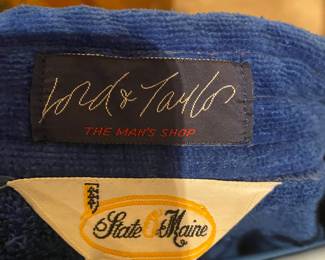 Lord & Taylor
THE MAN'S SHOP
State O Maine